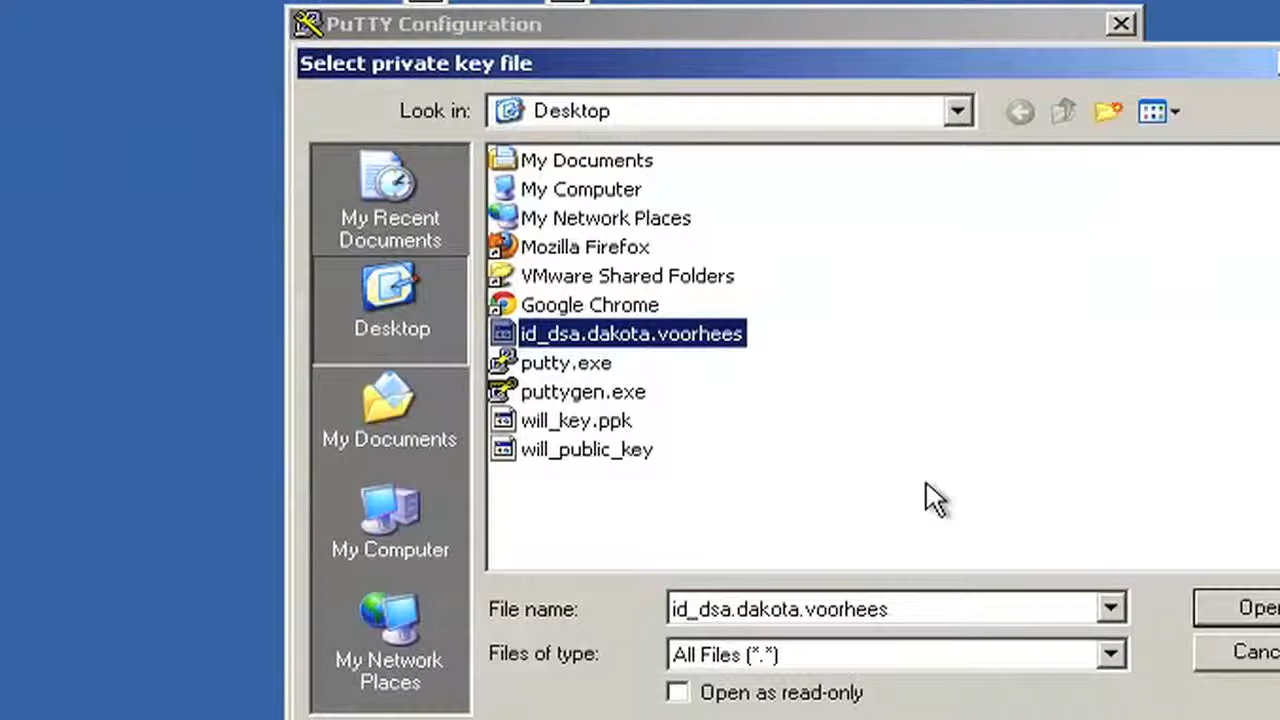 PuTTY Configuration
Select private key file
Look in:
Desktop
My Recent
Documents
Desktop
My Documents
My Computer
My Network
Places
My Documents
My Computer
My Network Places
Mozilla Firefox
VMware Shared Folders
Google Chrome
id_dsa.dakota.voorhees
putty.exe
puttygen.exe
will_key.ppk
will_public_key
File name:
id_dsa.dakota.voorhees
Open
Files of type:
All Files (*.*)
Canc
Open as read-only